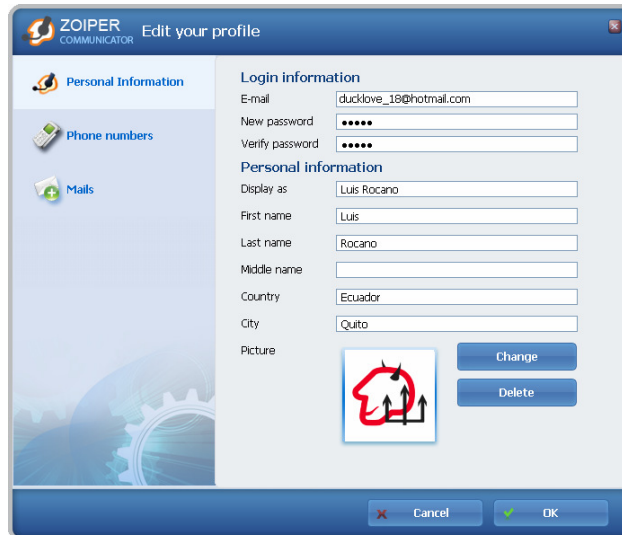 ZOIPER
COMMUNICATOR
Edit your profile
Personal Information
Phone numbers
Mails
Login information
E-mail ducklove_18@hotmail.com
New password •••••
Verify password •••••
Personal information
Display as Luis Rocano
First name Luis
Last name Rocano
Middle name
Country Ecuador
City Quito
Picture
Change
Delete
Cancel
OK